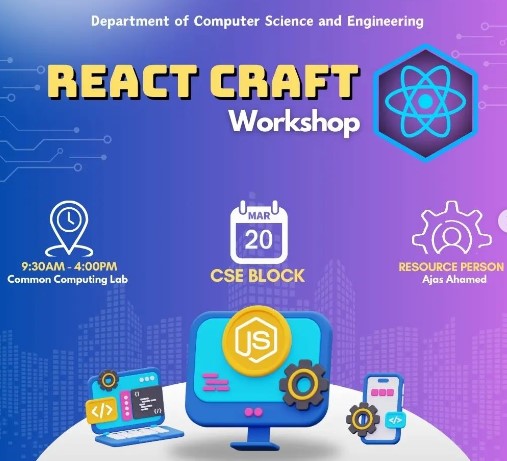 Department of Computer Science and Engineering
REACT CRAFT
Workshop
MAR
20
9:30AM - 4:00PM
Common Computing Lab
CSE BLOCK
RESOURCE PERSON
Ajas Ahamed
JS
</>
</>